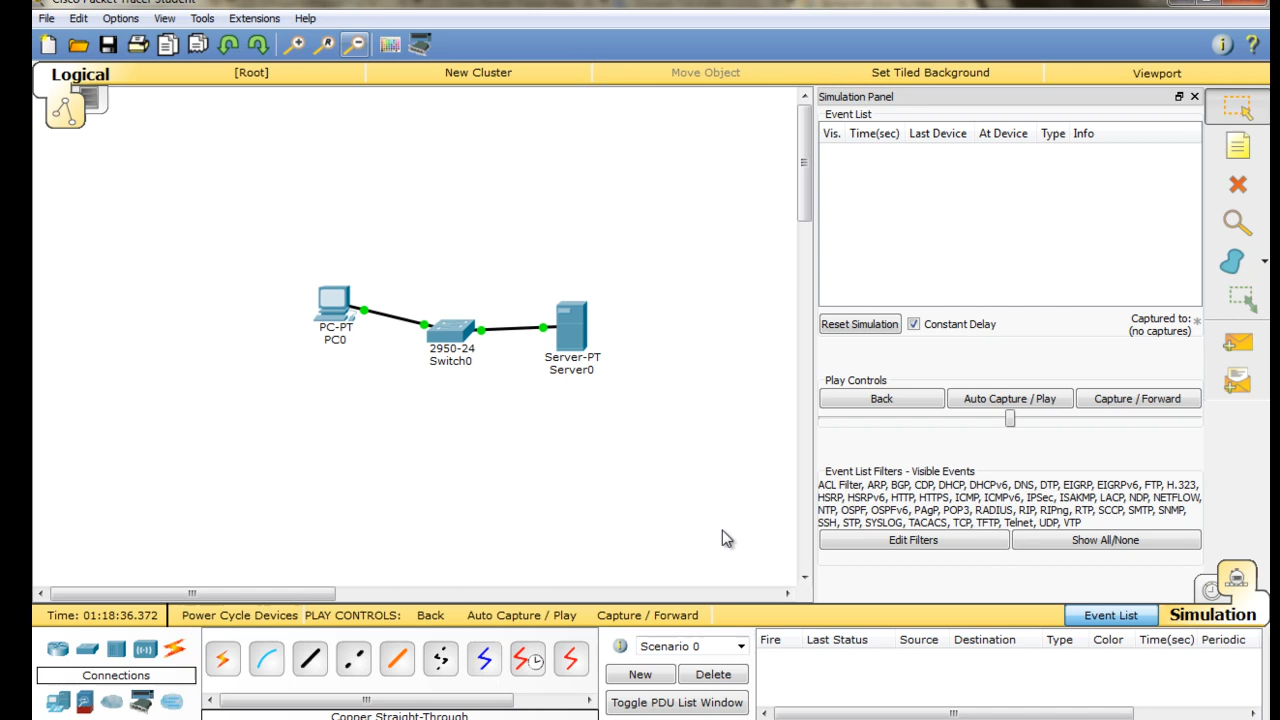 Cisco Packet Tracer Student
File Edit Options View Tools Extensions Help
i ?
Logical [Root] New Cluster Move Object Set Tiled Background Viewport
Simulation Panel
Event List
Vis. Time(sec) Last Device At Device Type Info
PC-PT
PC0
2950-24
Switch0
Server-PT
Server0
Reset Simulation Constant Delay Captured to: *
(no captures)
Play Controls
Back Auto Capture / Play Capture / Forward
Event List Filters - Visible Events
ACL Filter, ARP, BGP, CDP, DHCP, DHCPv6, DNS, DTP, EIGRP, EIGRPv6, FTP, H.323,
HSRP, HSRPv6, HTTP, HTTPS, ICMP, ICMPv6, IPSec, ISAKMP, LACP, NDP, NETFLOW,
NTP, OSPF, OSPFv6, PAgP, POP3, RADIUS, RIP, RIPng, RTP, SCCP, SMTP, SNMP,
SSH, STP, SYSLOG, TACACS, TCP, TFTP, Telnet, UDP, VTP
Edit Filters Show All/None
Time: 01:18:36.372 Power Cycle Devices PLAY CONTROLS: Back Auto Capture / Play Capture / Forward Event List Simulation
Scenario 0
Fire Last Status Source Destination Type Color Time(sec) Periodic
Connections
New Delete
Toggle PDU List Window
Copper Straight-Through